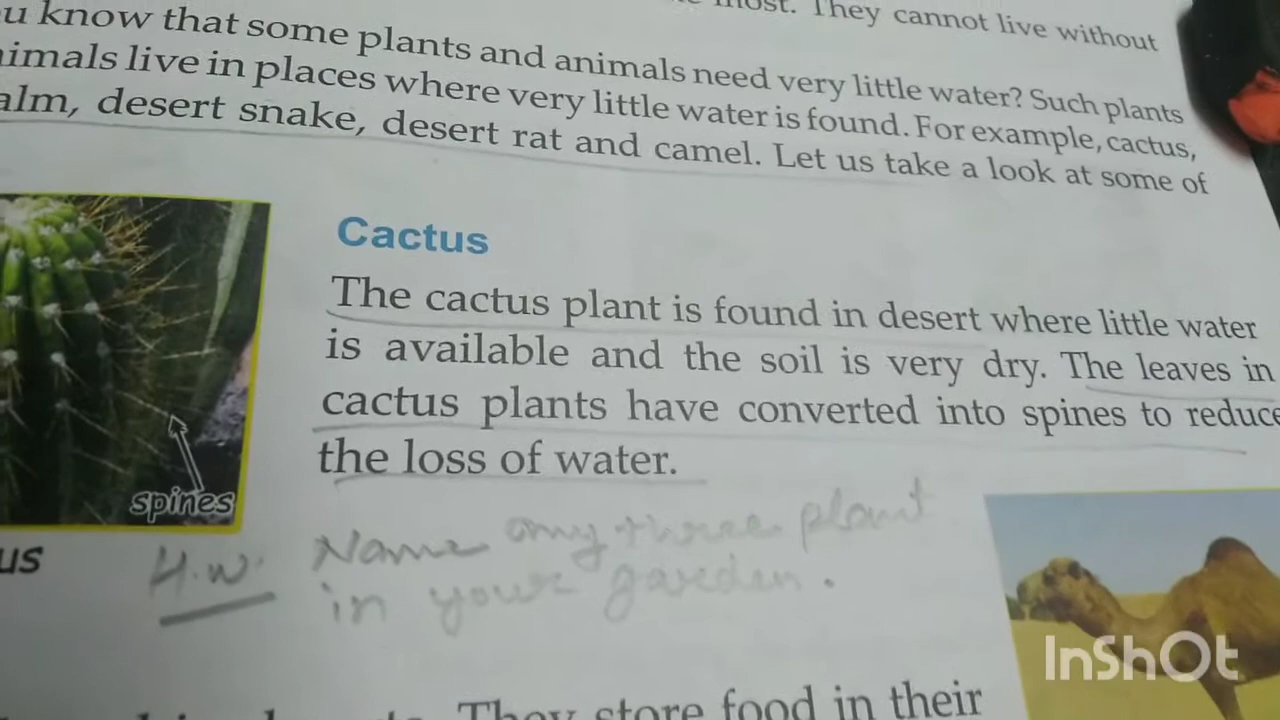 most. They cannot live without
u know that some plants and animals need very little water? Such plants
nimals live in places where very little water is found. For example, cactus,
alm, desert snake, desert rat and camel. Let us take a look at some of
Cactus
The cactus plant is found in desert where little water
is available and the soil is very dry. The leaves in
cactus plants have converted into spines to reduce
the loss of water.
spines
us
H.W. Name any three plant
in your garden.
They store food in their
InShOt